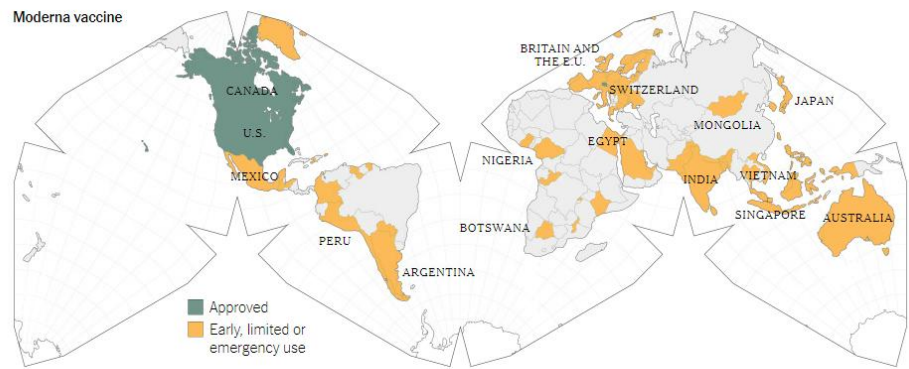 Moderna vaccine
BRITAIN AND
THE E.U.
CANADA
SWITZERLAND
JAPAN
U.S.
MONGOLIA
EGYPT
NIGERIA
MEXICO
INDIA
VIETNAM
SINGAPORE
AUSTRALIA
BOTSWANA
PERU
ARGENTINA
Approved
Early, limited or
emergency use